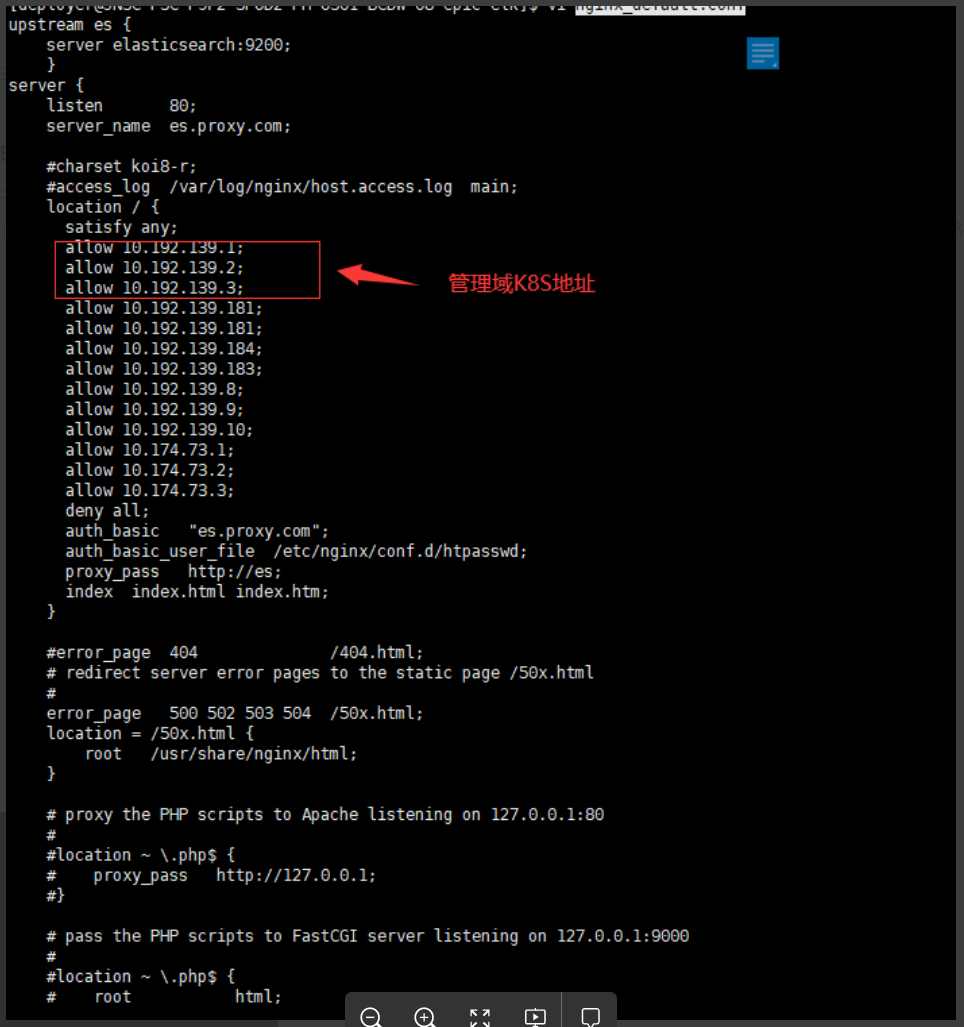 upstream es {
    server elasticsearch:9200;
    }
server {
    listen       80;
    server_name  es.proxy.com;
    #charset koi8-r;
    #access_log  /var/log/nginx/host.access.log  main;
    location / {
      satisfy any;
      allow 10.192.139.1;
      allow 10.192.139.2;
管理域K8S地址
      allow 10.192.139.3;
      allow 10.192.139.181;
      allow 10.192.139.181;
      allow 10.192.139.184;
      allow 10.192.139.183;
      allow 10.192.139.8;
      allow 10.192.139.9;
      allow 10.192.139.10;
      allow 10.174.73.1;
      allow 10.174.73.2;
      allow 10.174.73.3;
      deny all;
      auth_basic   "es.proxy.com";
      auth_basic_user_file  /etc/nginx/conf.d/htpasswd;
      proxy_pass   http://es;
      index  index.html index.htm;
    }
    #error_page  404              /404.html;
    # redirect server error pages to the static page /50x.html
    #
    error_page   500 502 503 504  /50x.html;
    location = /50x.html {
        root   /usr/share/nginx/html;
    }
    # proxy the PHP scripts to Apache listening on 127.0.0.1:80
    #
    #location ~ \.php$ {
    #    proxy_pass   http://127.0.0.1;
    #}
    # pass the PHP scripts to FastCGI server listening on 127.0.0.1:9000
    #
    #location ~ \.php$ {
    #    root           html;